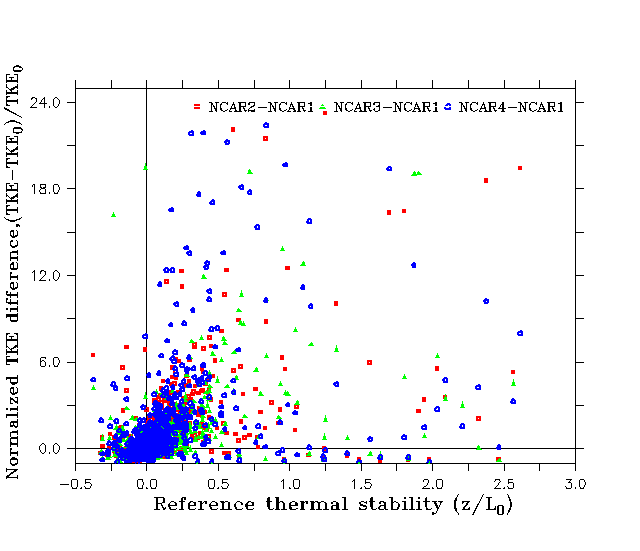 Normalized TKE difference,(TKE−TKE₀)/TKE₀
24.0
18.0
12.0
6.0
0.0
NCAR2−NCAR1 NCAR3−NCAR1 NCAR4−NCAR1
−0.5 0.0 0.5 1.0 1.5 2.0 2.5 3.0
Reference thermal stability (z/L₀)